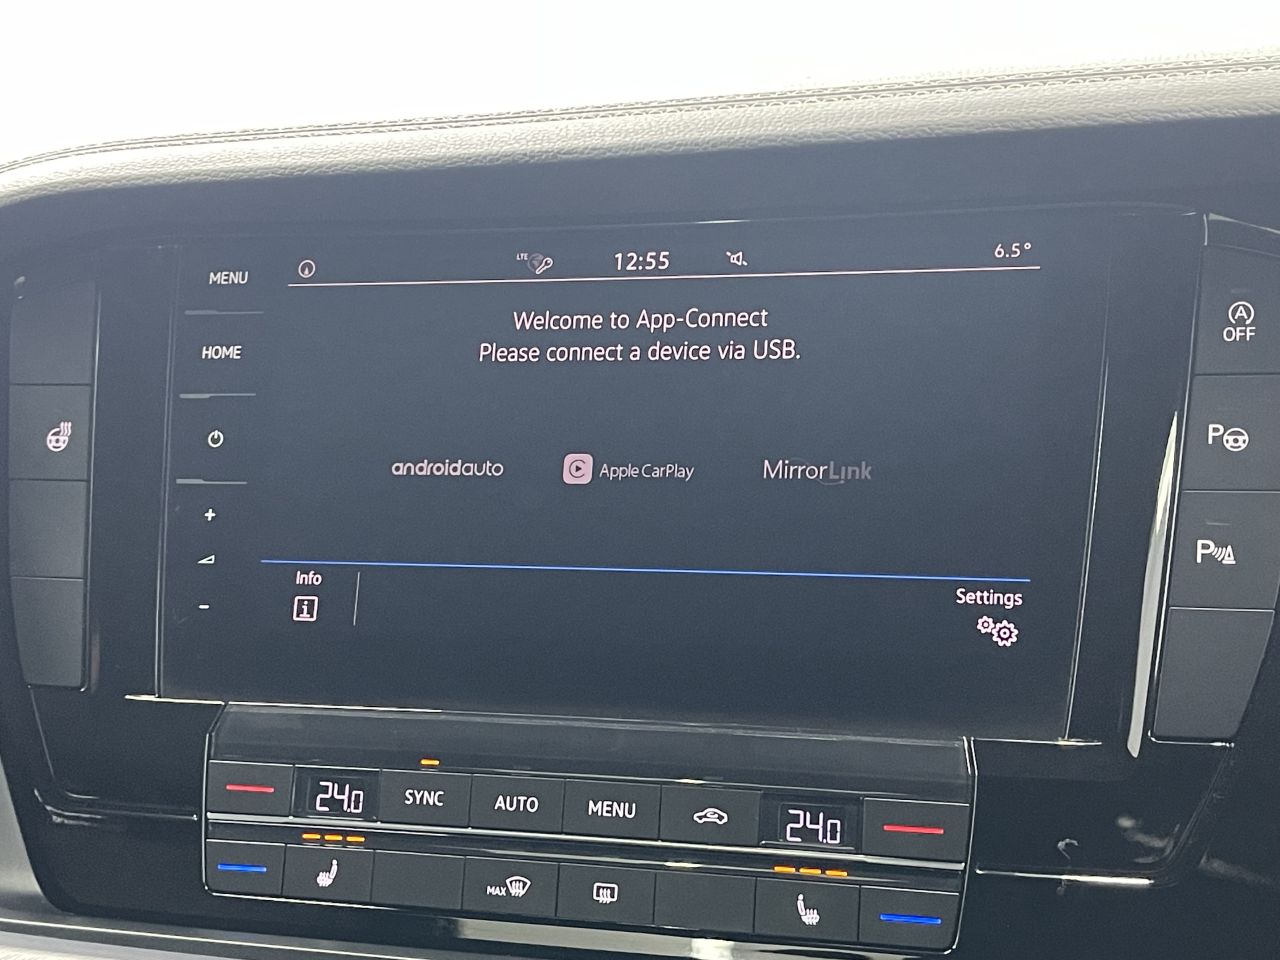 MENU
LTE
12:55
6.5°
Welcome to App-Connect
Please connect a device via USB.
HOME
androidauto
Apple CarPlay
MirrorLink
+
-
Info
i
Settings
A
OFF
P
P
24.0
SYNC
AUTO
MENU
24.0
MAX